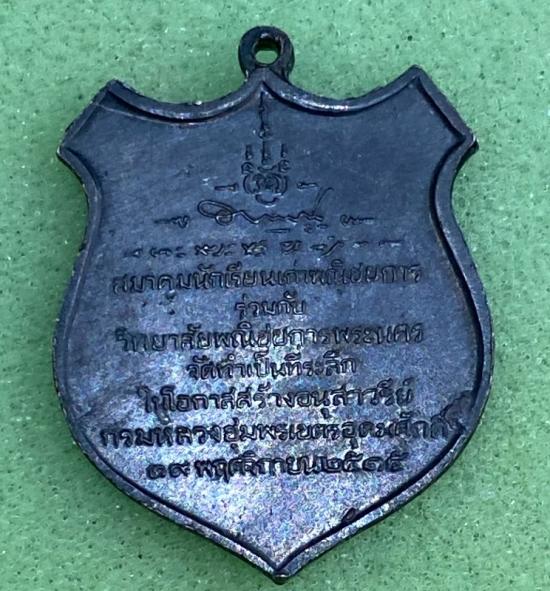 สมาคมนักเรียนเก่าพณิชยการ
ร่วมกับ
วิทยาลัยพณิชยการพระนคร
จัดทำเป็นที่ระลึก
ในโอกาสสร้างอนุสาวรีย์
กรมหลวงชุมพรเขตรอุดมศักดิ์
๑๙ พฤศจิกายน๒๕๑๕